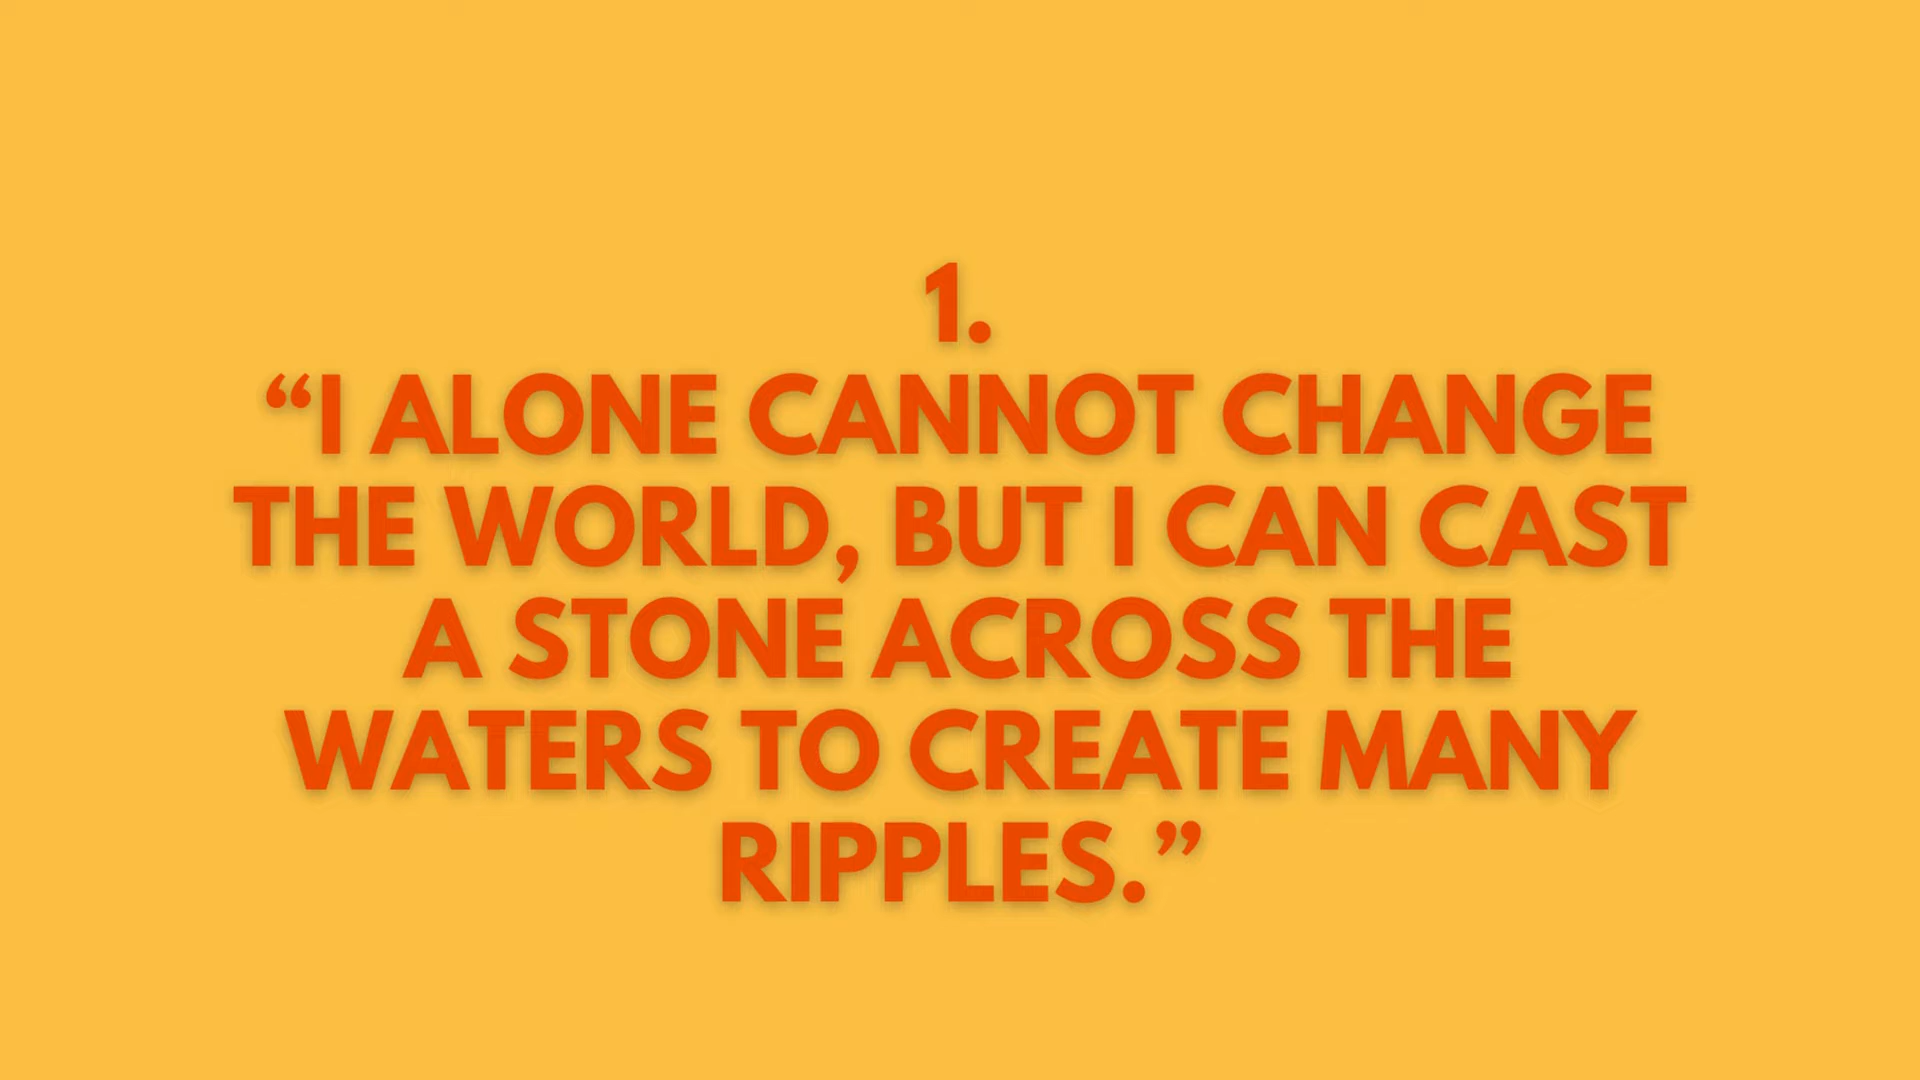 1.
“I ALONE CANNOT CHANGE
THE WORLD, BUT I CAN CAST
A STONE ACROSS THE
WATERS TO CREATE MANY
RIPPLES.”